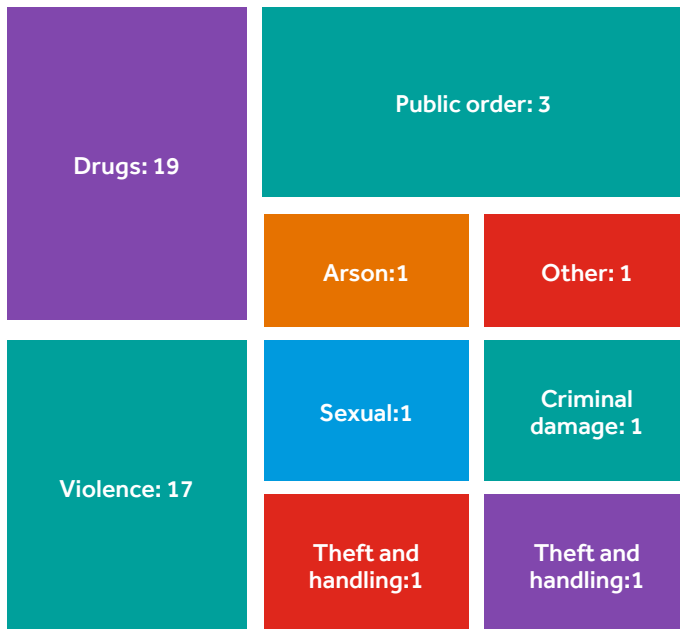 Drugs: 19
Public order: 3
Arson:1
Other: 1
Violence: 17
Sexual:1
Criminal
damage: 1
Theft and
handling:1
Theft and
handling:1